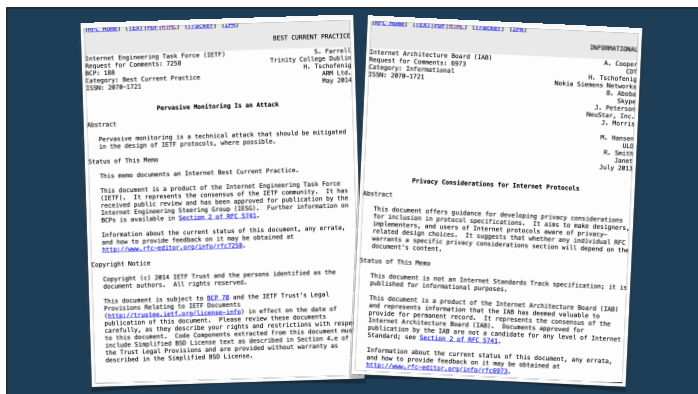 [RFC Home] [TEXT|PDF|HTML] [Tracker] [IPR]
BEST CURRENT PRACTICE
Internet Engineering Task Force (IETF) S. Farrell
Request for Comments: 7258 Trinity College Dublin
BCP: 188 H. Tschofenig
Category: Best Current Practice ARM Ltd.
ISSN: 2070-1721 May 2014
Pervasive Monitoring Is an Attack
Abstract
Pervasive monitoring is a technical attack that should be mitigated
in the design of IETF protocols, where possible.
Status of This Memo
This memo documents an Internet Best Current Practice.
This document is a product of the Internet Engineering Task Force
(IETF). It represents the consensus of the IETF community. It has
received public review and has been approved for publication by the
Internet Engineering Steering Group (IESG). Further information on
BCPs is available in Section 2 of RFC 5741.
Information about the current status of this document, any errata,
and how to provide feedback on it may be obtained at
http://www.rfc-editor.org/info/rfc7258.
Copyright Notice
Copyright (c) 2014 IETF Trust and the persons identified as the
document authors. All rights reserved.
This document is subject to BCP 78 and the IETF Trust's Legal
Provisions Relating to IETF Documents
(http://trustee.ietf.org/license-info) in effect on the date of
publication of this document. Please review these documents
carefully, as they describe your rights and restrictions with respe
to this document. Code Components extracted from this document mus
include Simplified BSD License text as described in Section 4.e of
the Trust Legal Provisions and are provided without warranty as
described in the Simplified BSD License.
[RFC Home] [TEXT|PDF|HTML] [Tracker] [IPR]
INFORMATIONAL
Internet Architecture Board (IAB) A. Cooper
Request for Comments: 6973 CDT
Category: Informational H. Tschofenig
ISSN: 2070-1721 Nokia Siemens Networks
B. Aboba
Skype
J. Peterson
NeuStar, Inc.
J. Morris
M. Hansen
ULD
R. Smith
Janet
July 2013
Privacy Considerations for Internet Protocols
Abstract
This document offers guidance for developing privacy considerations
for inclusion in protocol specifications. It aims to make designers,
implementers, and users of Internet protocols aware of privacy-
related design choices. It suggests that whether any individual RFC
warrants a specific privacy considerations section will depend on the
document's content.
Status of This Memo
This document is not an Internet Standards Track specification; it is
published for informational purposes.
This document is a product of the Internet Architecture Board (IAB)
and represents information that the IAB has deemed valuable to
provide for permanent record. It represents the consensus of the
Internet Architecture Board (IAB). Documents approved for
publication by the IAB are not a candidate for any level of Internet
Standard; see Section 2 of RFC 5741.
Information about the current status of this document, any errata,
and how to provide feedback on it may be obtained at
http://www.rfc-editor.org/info/rfc6973.